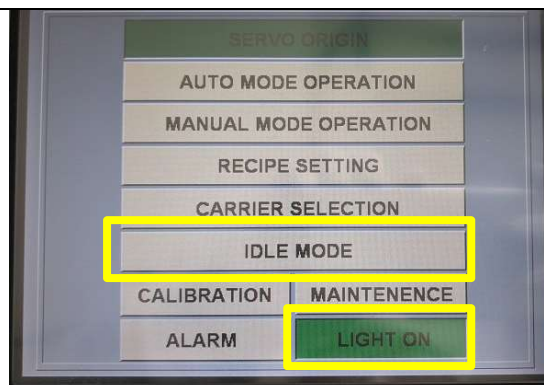 SERVO ORIGIN
AUTO MODE OPERATION
MANUAL MODE OPERATION
RECIPE SETTING
CARRIER SELECTION
IDLE MODE
CALIBRATION MAINTENENCE
ALARM LIGHT ON